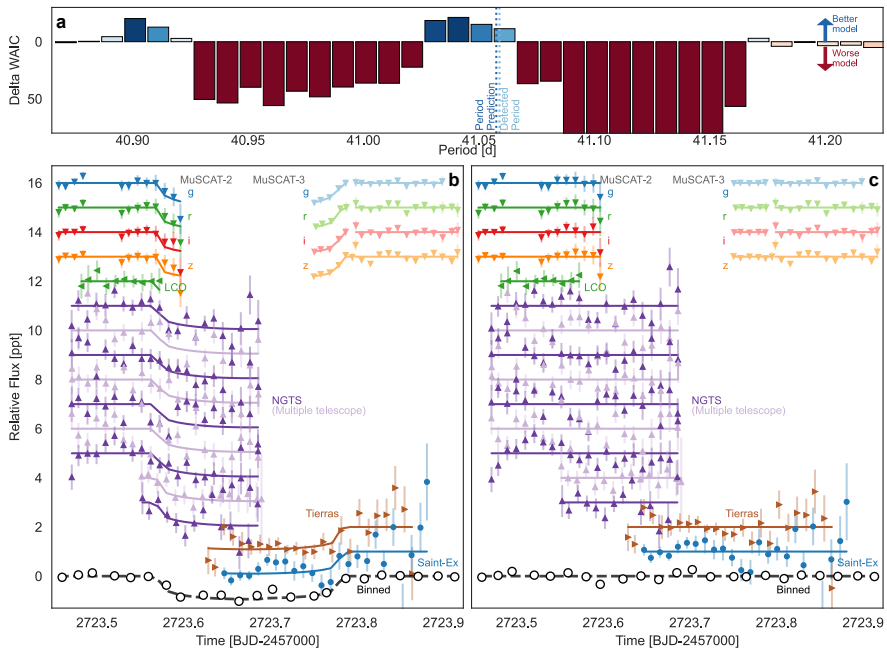 a
Delta WAIC
0
50
Better
model
Worse
model
Period
Prediction
Detected
Period
40.90
40.95
41.00
41.05
41.10
41.15
41.20
Period [d]
b
MuSCAT-2
MuSCAT-3
g
r
i
z
LCO
NGTS
(Multiple telescope)
Tierras
Saint-Ex
Binned
Relative Flux [ppt]
16
14
12
10
8
6
4
2
0
2723.5
2723.6
2723.7
2723.8
2723.9
Time [BJD-2457000]
c
MuSCAT-2
MuSCAT-3
g
r
i
z
LCO
NGTS
(Multiple telescope)
Tierras
Saint-Ex
Binned
2723.5
2723.6
2723.7
2723.8
2723.9
Time [BJD-2457000]